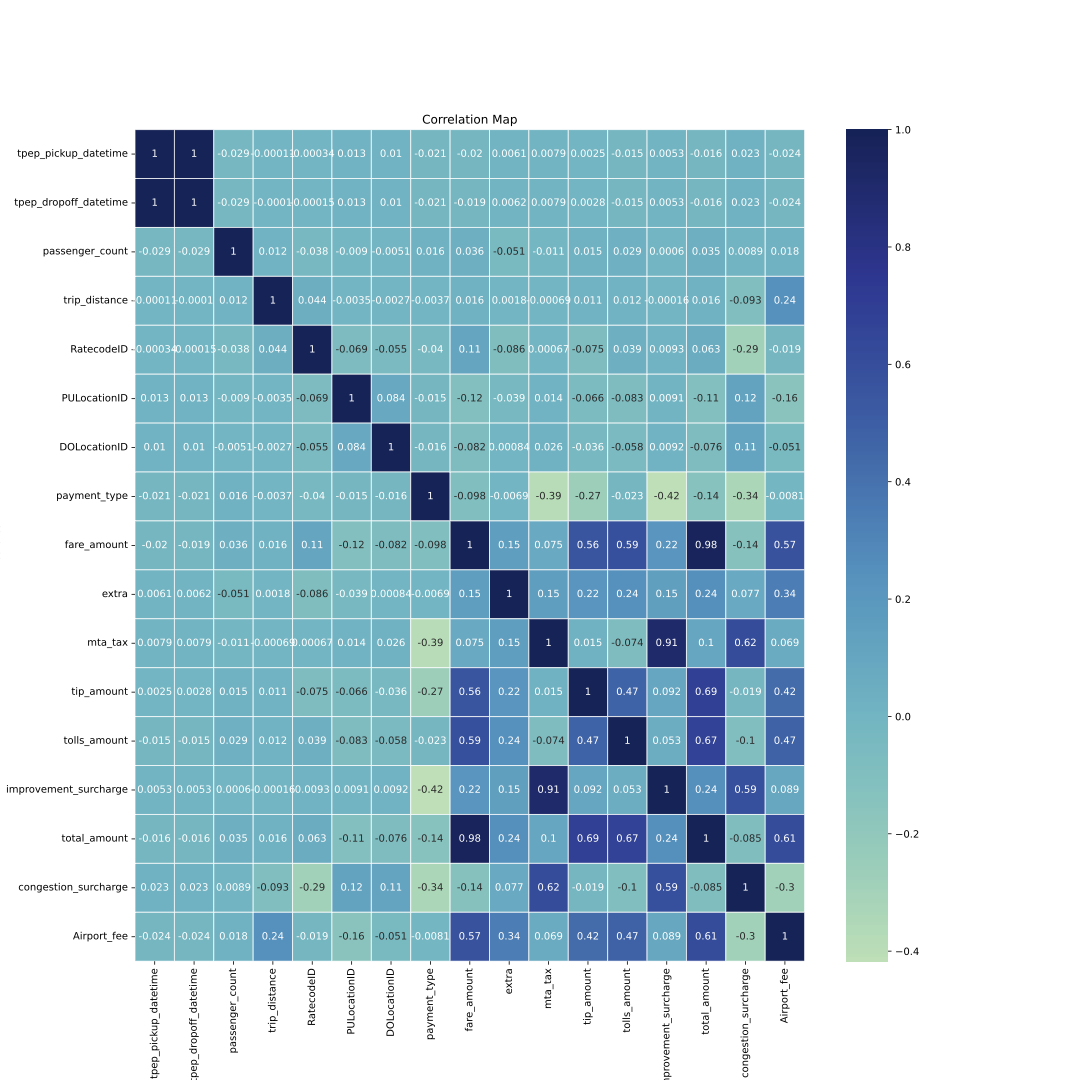 Correlation Map
tpep_pickup_datetime 1 1 -0.029 0.013 0.01 -0.021 -0.02 0.0061 0.0079 0.0025 -0.015 0.0053 -0.016 0.023 -0.024
tpep_dropoff_datetime 1 1 -0.029 -0.0001 0.00015 0.013 0.01 -0.021 -0.019 0.0062 0.0079 0.0028 -0.015 0.0053 -0.016 0.023 -0.024
passenger_count -0.029 -0.029 1 0.012 -0.038 -0.009 -0.0051 0.016 0.036 -0.051 -0.011 0.015 0.029 0.0006 0.035 0.0089 0.018
trip_distance -0.0001 0.012 1 0.044 -0.0035 -0.0027 -0.0037 0.016 0.0018 -0.00069 0.011 0.012 -0.00016 0.016 -0.093 0.24
RatecodeID 0.00034 0.00015 -0.038 0.044 1 -0.069 -0.055 -0.04 0.11 -0.086 0.00067 -0.075 0.039 0.0093 0.063 -0.29 -0.019
PULocationID 0.013 0.013 -0.009 -0.0035 -0.069 1 0.084 -0.015 -0.12 -0.039 0.014 -0.066 -0.083 0.0091 -0.11 0.12 -0.16
DOLocationID 0.01 0.01 -0.0051 -0.0027 -0.055 0.084 1 -0.016 -0.082 0.00084 0.026 -0.036 -0.058 0.0092 -0.076 0.11 -0.051
payment_type -0.021 -0.021 0.016 -0.0037 -0.04 -0.015 -0.016 1 -0.098 -0.0069 -0.39 -0.27 -0.023 -0.42 -0.14 -0.34 -0.0081
fare_amount -0.02 -0.019 0.036 0.016 0.11 -0.12 -0.082 -0.098 1 0.15 0.075 0.56 0.59 0.22 0.98 -0.14 0.57
extra 0.0061 0.0062 -0.051 0.0018 -0.086 -0.039 0.00084 -0.0069 0.15 1 0.15 0.22 0.24 0.15 0.24 0.077 0.34
mta_tax 0.0079 0.0079 -0.011 -0.00069 0.00067 0.014 0.026 -0.39 0.075 0.15 1 0.015 -0.074 0.91 0.1 0.62 0.069
tip_amount 0.0025 0.0028 0.015 0.011 -0.075 -0.066 -0.036 -0.27 0.56 0.22 0.015 1 0.47 0.092 0.69 -0.019 0.42
tolls_amount -0.015 -0.015 0.029 0.012 0.039 -0.083 -0.058 -0.023 0.59 0.24 -0.074 0.47 1 0.053 0.67 -0.1 0.47
improvement_surcharge 0.0053 0.0053 0.0006 -0.00016 0.0093 0.0091 0.0092 -0.42 0.22 0.15 0.91 0.092 0.053 1 0.24 0.59 0.089
total_amount -0.016 -0.016 0.035 0.016 0.063 -0.11 -0.076 -0.14 0.98 0.24 0.1 0.69 0.67 0.24 1 -0.085 0.61
congestion_surcharge 0.023 0.023 0.0089 -0.093 -0.29 0.12 0.11 -0.34 -0.14 0.077 0.62 -0.019 -0.1 0.59 -0.085 1 -0.3
Airport_fee -0.024 -0.024 0.018 0.24 -0.019 -0.16 -0.051 -0.0081 0.57 0.34 0.069 0.42 0.47 0.089 0.61 -0.3 1
tpep_pickup_datetime
pep_dropoff_datetime
passenger_count
trip_distance
RatecodeID
PULocationID
DOLocationID
payment_type
fare_amount
extra
mta_tax
tip_amount
tolls_amount
mprovement_surcharge
total_amount
congestion_surcharge
Airport_fee
1.0
0.8
0.6
0.4
0.2
0.0
−0.2
−0.4